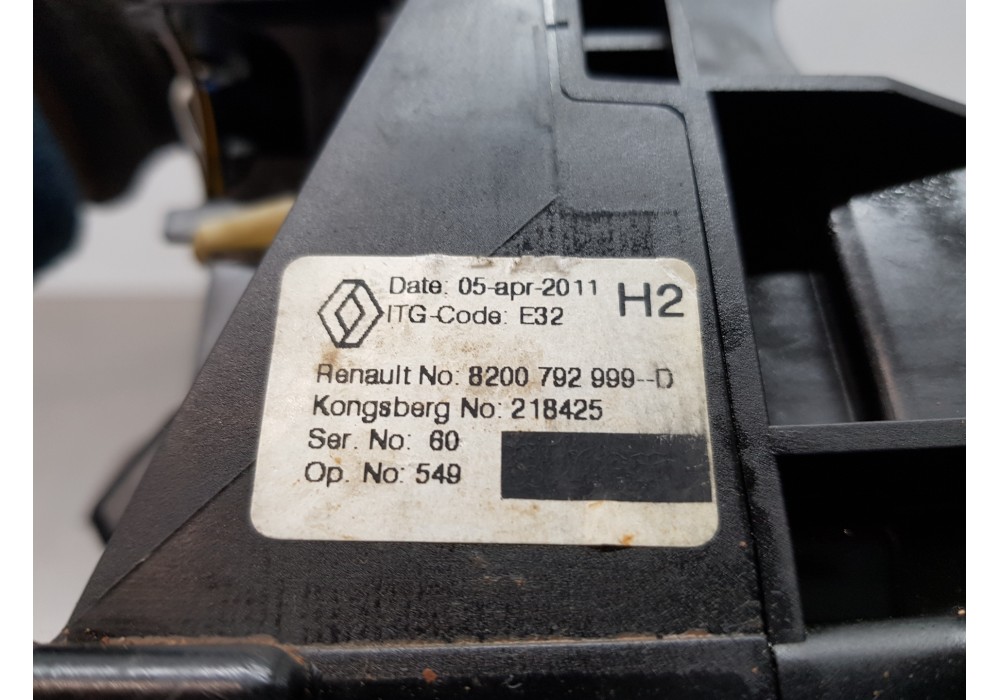 Date: 05-apr-2011 H2
ITG-Code: E32
Renault No: 8200 792 999--D
Kongsberg No: 218425
Ser. No: 60
Op. No: 549